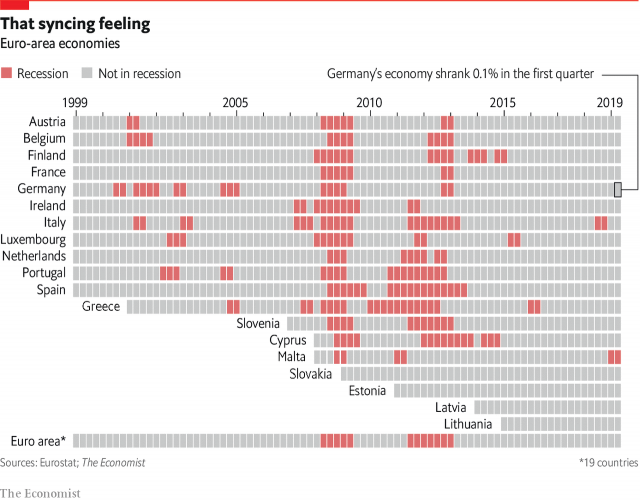 That syncing feeling
Euro-area economies
Recession Not in recession
Germany's economy shrank 0.1% in the first quarter
1999 2005 2010 2015 2019
Austria
Belgium
Finland
France
Germany
Ireland
Italy
Luxembourg
Netherlands
Portugal
Spain
Greece
Slovenia
Cyprus
Malta
Slovakia
Estonia
Latvia
Lithuania
Euro area*
Sources: Eurostat; The Economist *19 countries
The Economist